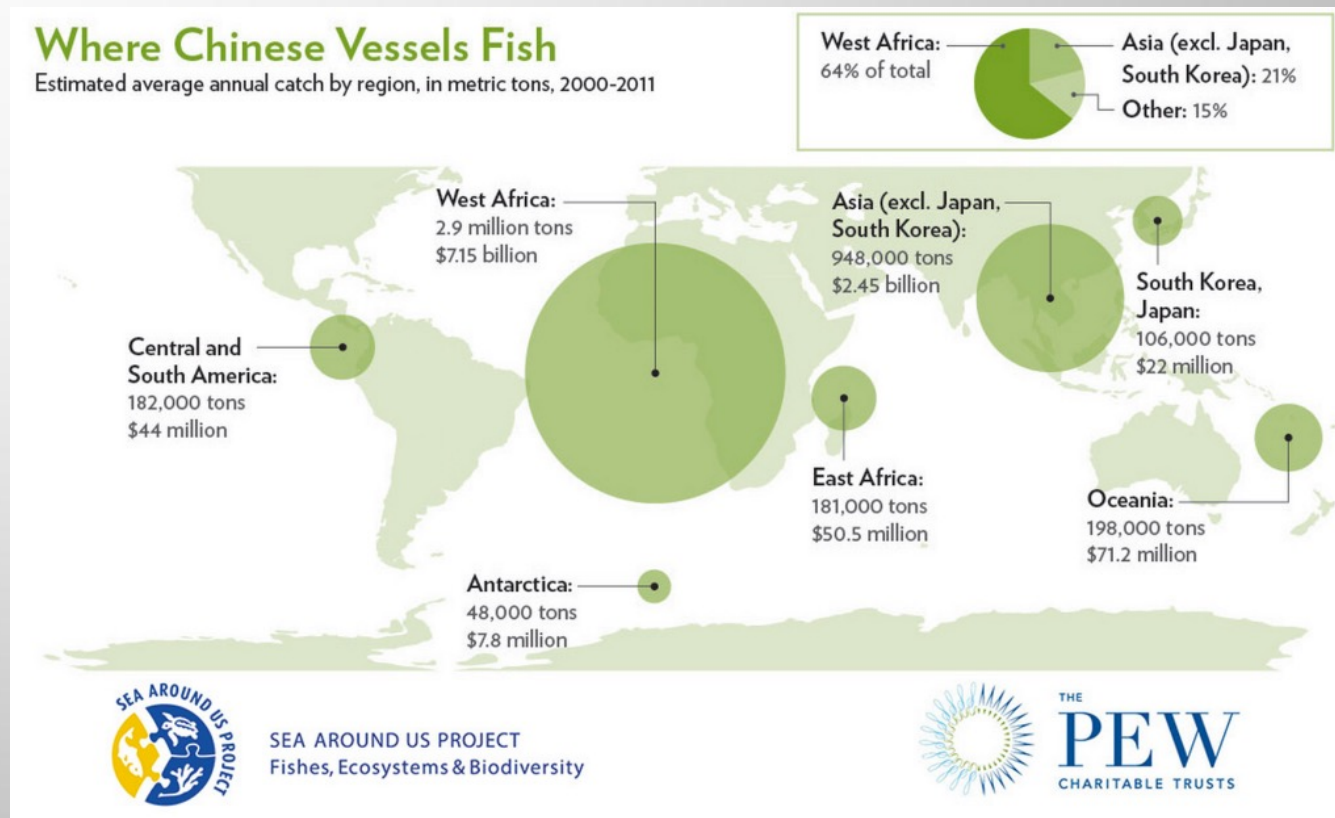 Where Chinese Vessels Fish
Estimated average annual catch by region, in metric tons, 2000-2011
West Africa:
64% of total
Asia (excl. Japan,
South Korea): 21%
Other: 15%
West Africa:
2.9 million tons
$7.15 billion
Asia (excl. Japan,
South Korea):
948,000 tons
$2.45 billion
South Korea,
Japan:
106,000 tons
$22 million
Central and
South America:
182,000 tons
$44 million
East Africa:
181,000 tons
$50.5 million
Oceania:
198,000 tons
$71.2 million
Antarctica:
48,000 tons
$7.8 million
SEA AROUND US PROJECT
SEA AROUND US PROJECT
Fishes, Ecosystems & Biodiversity
THE
PEW
CHARITABLE TRUSTS